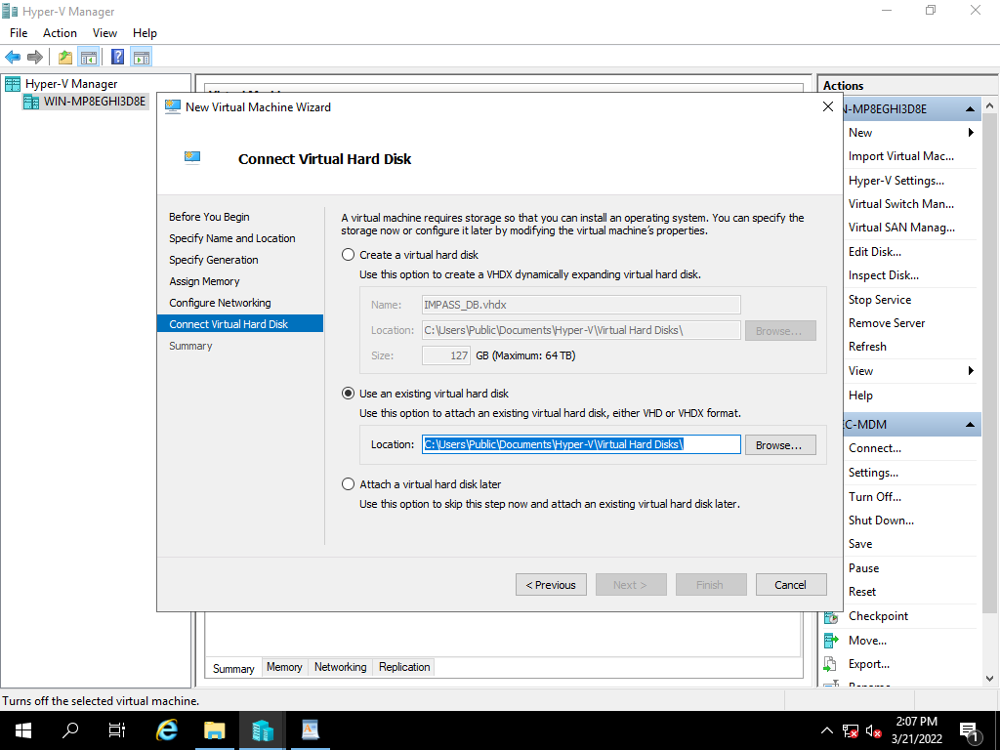 Hyper-V Manager
File Action View Help
Hyper-V Manager
WIN-MP8EGHI3D8E
New Virtual Machine Wizard
Connect Virtual Hard Disk
Before You Begin
Specify Name and Location
Specify Generation
Assign Memory
Configure Networking
Connect Virtual Hard Disk
Summary
A virtual machine requires storage so that you can install an operating system. You can specify the
storage now or configure it later by modifying the virtual machine's properties.
Create a virtual hard disk
Use this option to create a VHDX dynamically expanding virtual hard disk.
Name: IMPASS_DB.vhdx
Location: C:\Users\Public\Documents\Hyper-V\Virtual Hard Disks\ Browse...
Size: 127 GB (Maximum: 64 TB)
Use an existing virtual hard disk
Use this option to attach an existing virtual hard disk, either VHD or VHDX format.
Location: C:\Users\Public\Documents\Hyper-V\Virtual Hard Disks\ Browse...
Attach a virtual hard disk later
Use this option to skip this step now and attach an existing virtual hard disk later.
< Previous Next > Finish Cancel
Actions
N-MP8EGHI3D8E
New
Import Virtual Mac...
Hyper-V Settings...
Virtual Switch Man...
Virtual SAN Manag...
Edit Disk...
Inspect Disk...
Stop Service
Remove Server
Refresh
View
Help
C-MDM
Connect...
Settings...
Turn Off...
Shut Down...
Save
Pause
Reset
Checkpoint
Move...
Export...
Summary Memory Networking Replication
Turns off the selected virtual machine.
2:07 PM
3/21/2022
1